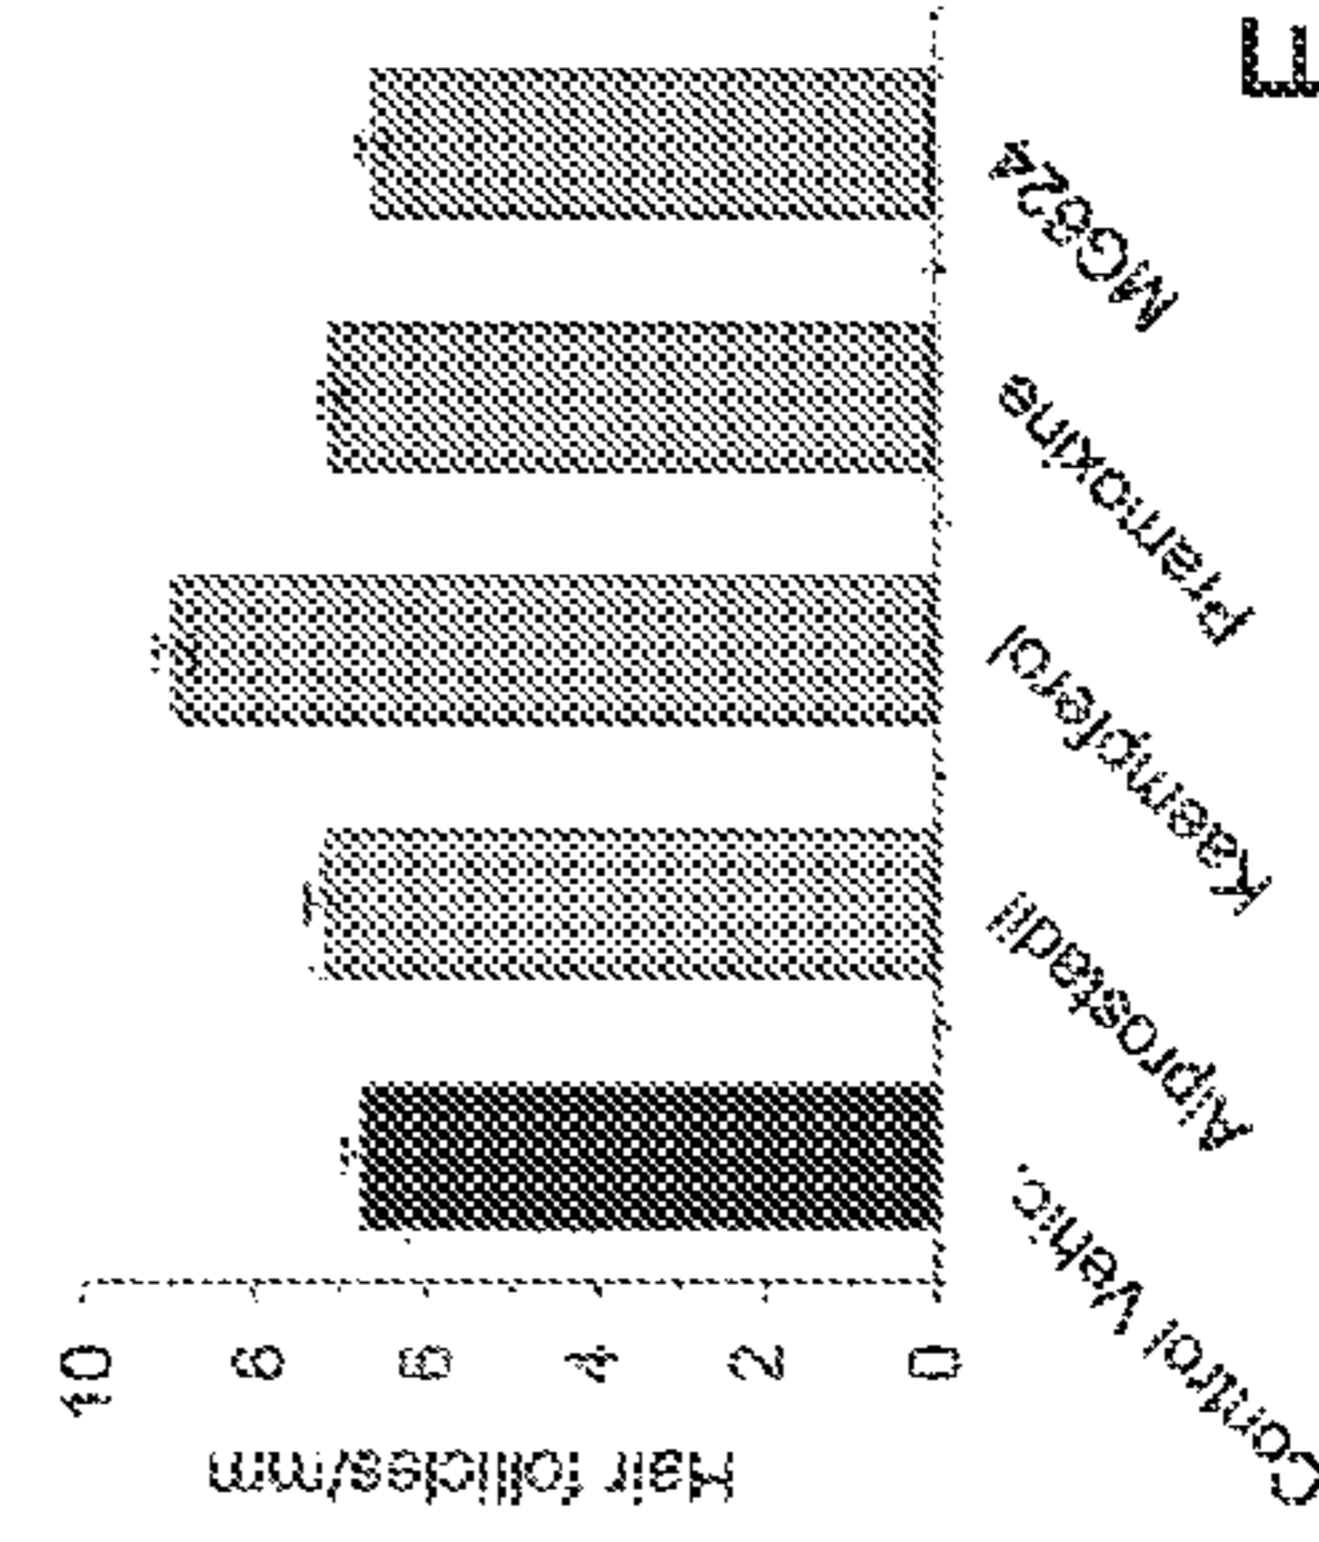 Hair follicles/mm
10
8
6
4
2
0
Control Vehic.
Alprostadil
Kaempferol
Pramoxine
MG624